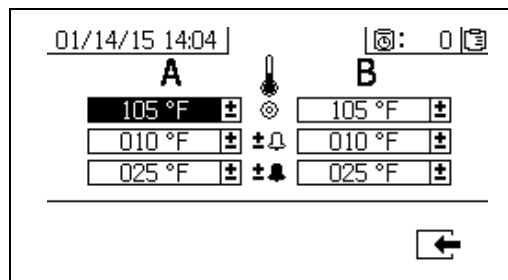 01/14/15 14:04 : 0
A B
105 °F ± 105 °F ±
010 °F ± ± 010 °F ±
025 °F ± ± 025 °F ±